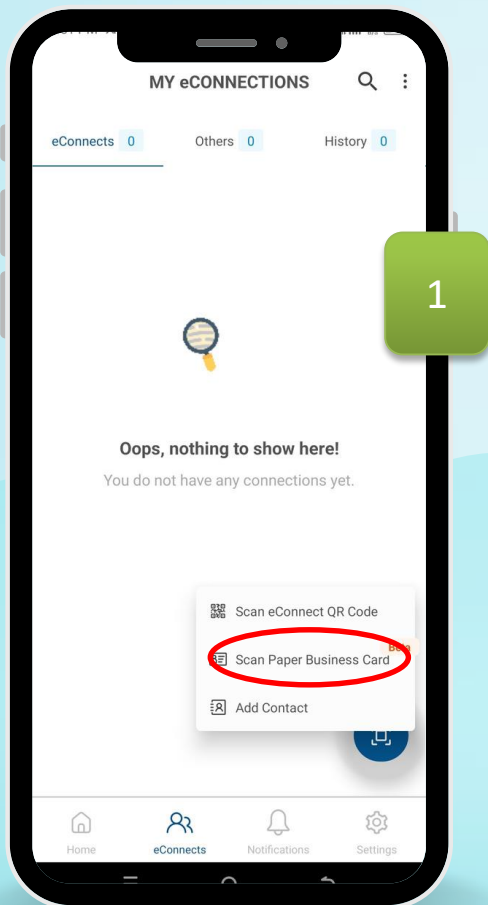 MY eCONNECTIONS
eConnects 0 Others 0 History 0
1
Oops, nothing to show here!
You do not have any connections yet.
Scan eConnect QR Code
Beta
Scan Paper Business Card
Add Contact
Home eConnects Notifications Settings